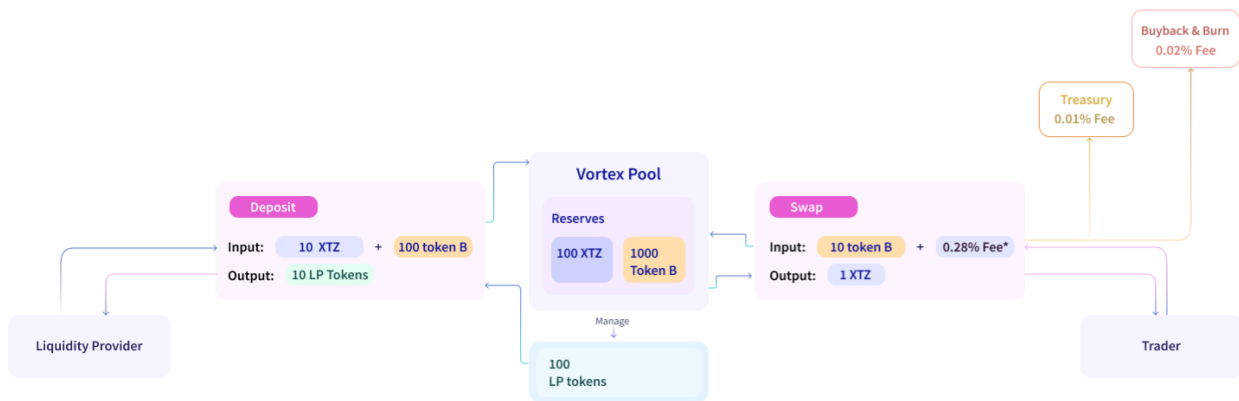 Buyback & Burn
0.02% Fee
Treasury
0.01% Fee
Deposit
Input: 10 XTZ + 100 token B
Output: 10 LP Tokens
Vortex Pool
Reserves
100 XTZ
1000
Token B
Swap
Input: 10 token B + 0.28% Fee*
Output: 1 XTZ
Manage
Liquidity Provider
100
LP tokens
Trader